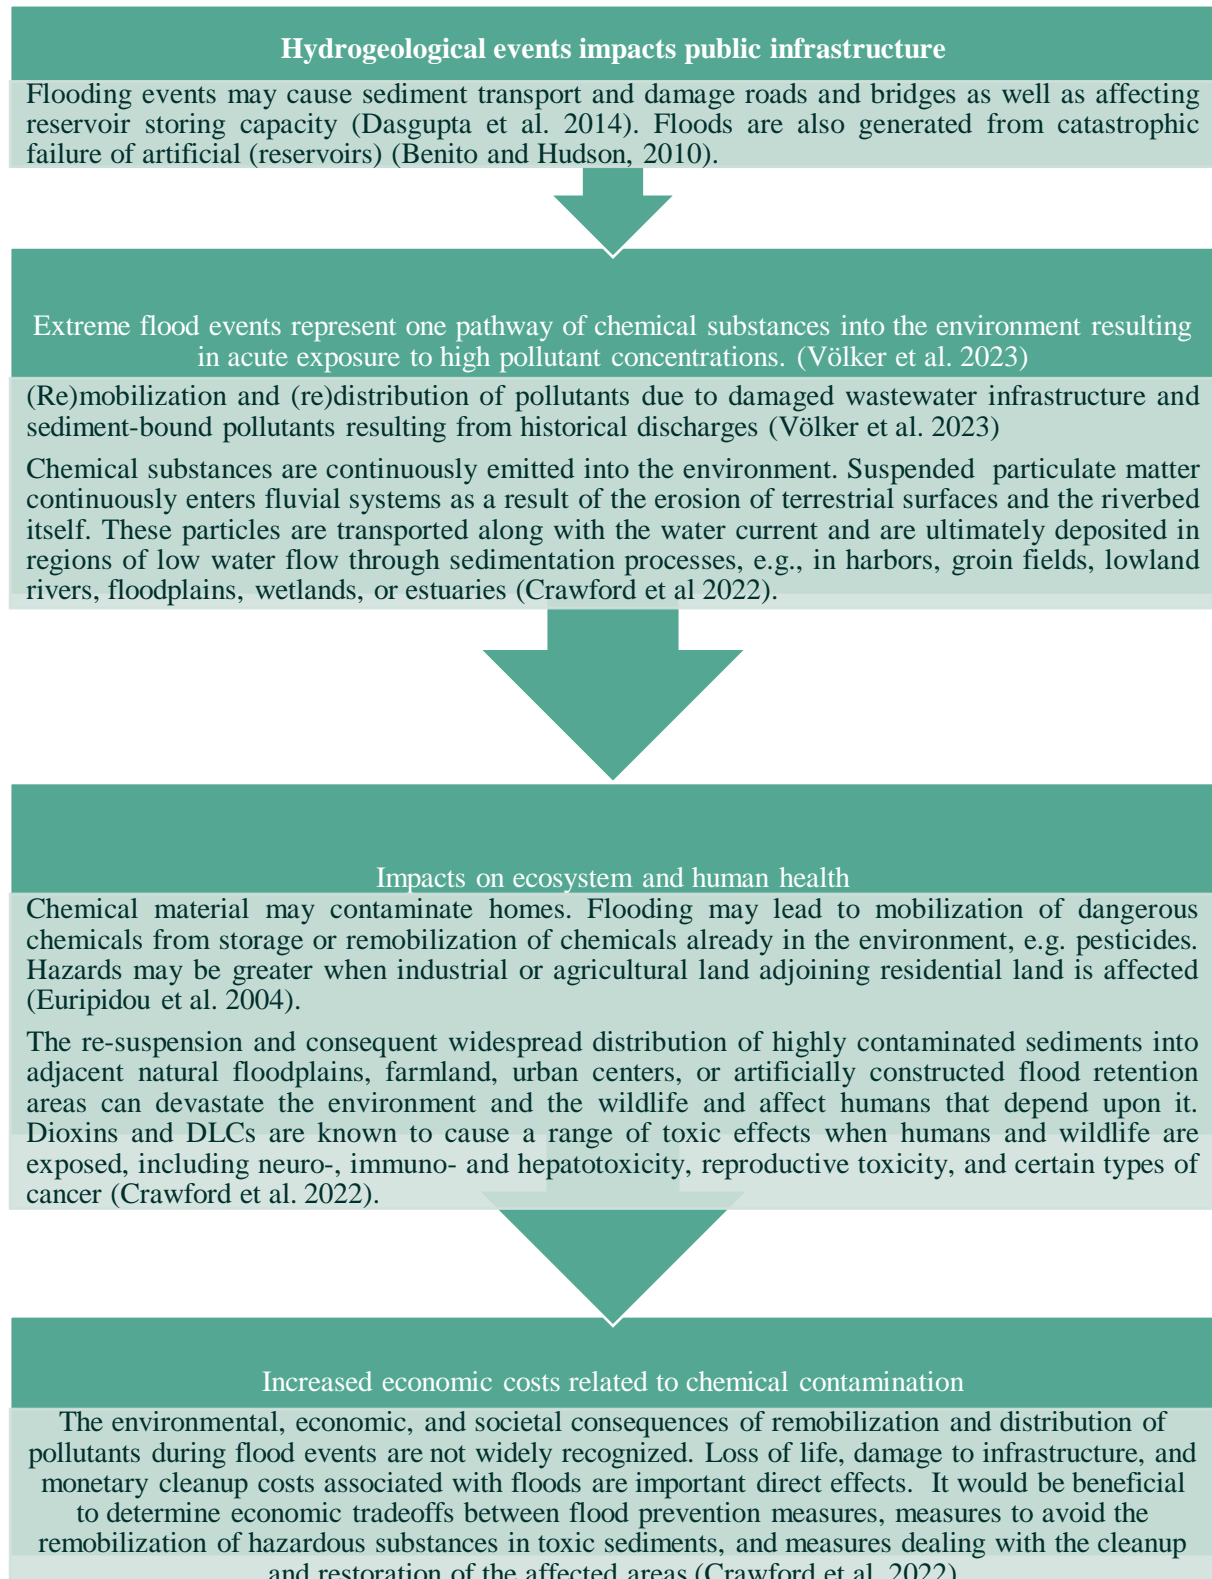 Hydrogeological events impacts public infrastructure
Flooding events may cause sediment transport and damage roads and bridges as well as affecting
reservoir storing capacity (Dasgupta et al. 2014). Floods are also generated from catastrophic
failure of artificial (reservoirs) (Benito and Hudson, 2010).
Extreme flood events represent one pathway of chemical substances into the environment resulting
in acute exposure to high pollutant concentrations. (Völker et al. 2023)
(Re)mobilization and (re)distribution of pollutants due to damaged wastewater infrastructure and
sediment-bound pollutants resulting from historical discharges (Völker et al. 2023)
Chemical substances are continuously emitted into the environment. Suspended particulate matter
continuously enters fluvial systems as a result of the erosion of terrestrial surfaces and the riverbed
itself. These particles are transported along with the water current and are ultimately deposited in
regions of low water flow through sedimentation processes, e.g., in harbors, groin fields, lowland
rivers, floodplains, wetlands, or estuaries (Crawford et al 2022).
Impacts on ecosystem and human health
Chemical material may contaminate homes. Flooding may lead to mobilization of dangerous
chemicals from storage or remobilization of chemicals already in the environment, e.g. pesticides.
Hazards may be greater when industrial or agricultural land adjoining residential land is affected
(Euripidou et al. 2004).
The re-suspension and consequent widespread distribution of highly contaminated sediments into
adjacent natural floodplains, farmland, urban centers, or artificially constructed flood retention
areas can devastate the environment and the wildlife and affect humans that depend upon it.
Dioxins and DLCs are known to cause a range of toxic effects when humans and wildlife are
exposed, including neuro-, immuno- and hepatotoxicity, reproductive toxicity, and certain types of
cancer (Crawford et al. 2022).
Increased economic costs related to chemical contamination
The environmental, economic, and societal consequences of remobilization and distribution of
pollutants during flood events are not widely recognized. Loss of life, damage to infrastructure, and
monetary cleanup costs associated with floods are important direct effects. It would be beneficial
to determine economic tradeoffs between flood prevention measures, measures to avoid the
remobilization of hazardous substances in toxic sediments, and measures dealing with the cleanup
and restoration of the affected areas (Crawford et al. 2022)